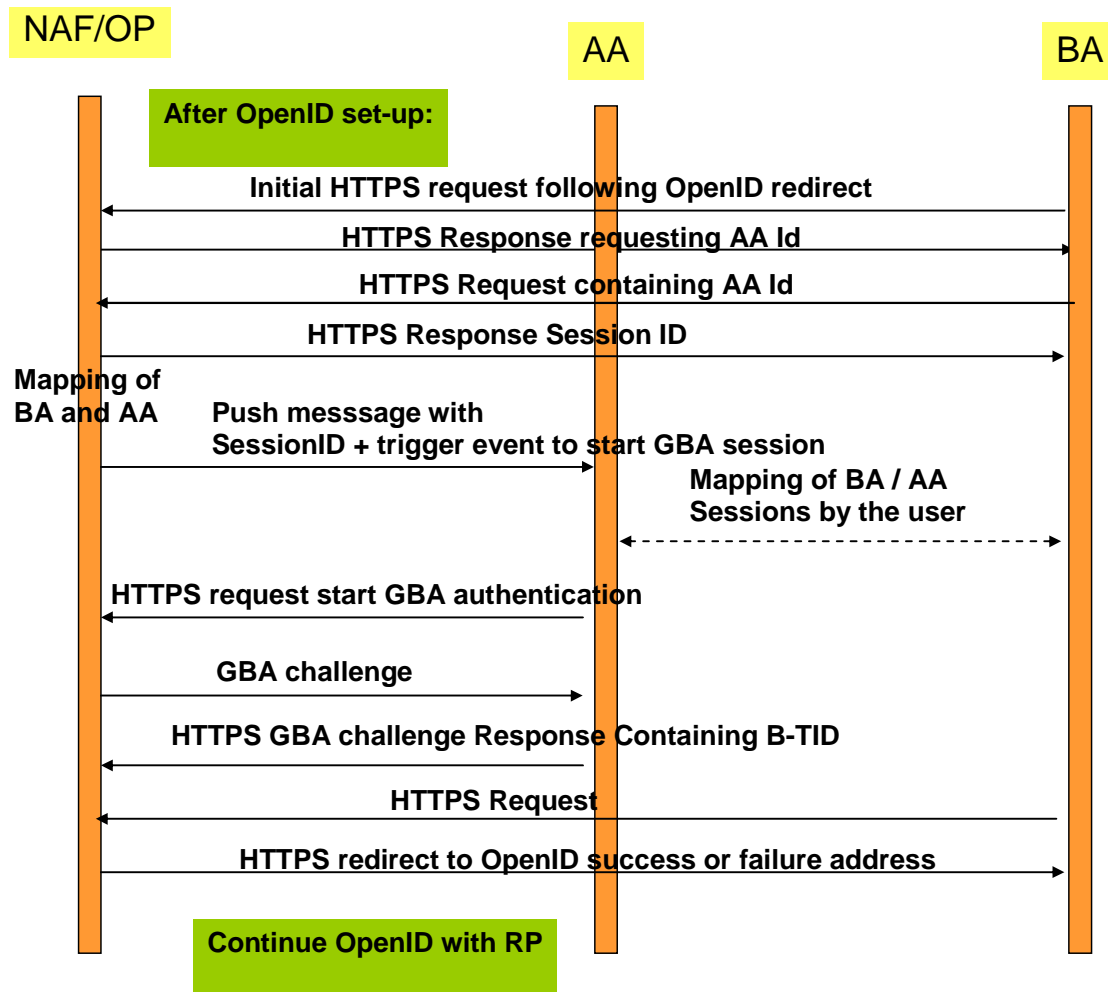 NAF/OP
AA
BA
After OpenID set-up:
Initial HTTPS request following OpenID redirect
HTTPS Response requesting AA Id
HTTPS Request containing AA Id
HTTPS Response Session ID
Mapping of
BA and AA
Push messsage with
SessionID + trigger event to start GBA session
Mapping of BA / AA
Sessions by the user
HTTPS request start GBA authentication
GBA challenge
HTTPS GBA challenge Response Containing B-TID
HTTPS Request
HTTPS redirect to OpenID success or failure address
Continue OpenID with RP